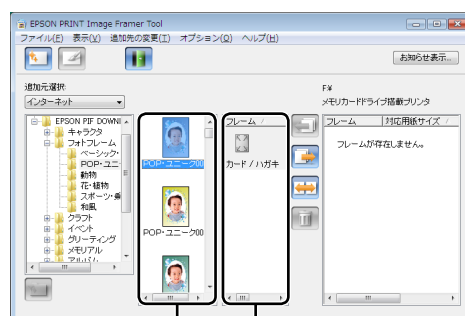 EPSON PRINT Image Framer Tool
ファイル(F) 表示(V) 追加先の変更(T) オプション(O) ヘルプ(H)
お知らせ表示...
追加元選択:
インターネット
EPSON PIF DOWNL
キャラクタ
フォトフレーム
ベーシック・
POP・ユニー
動物
花・植物
スポーツ・乗
和風
クラフト
イベント
グリーティング
メモリアル
アルバム
POP・ユニーク00
POP・ユニーク00
フレーム /
カード / ハガキ
F:¥
メモリカードドライブ搭載プリンタ
フレーム 対応用紙サイズ /
フレームが存在しません。